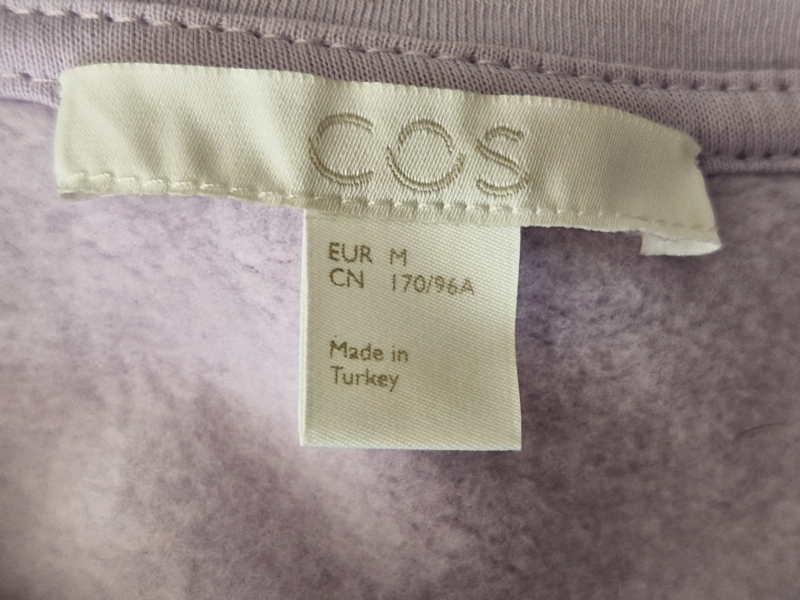 COS
EUR M
CN 170/96A
Made in
Turkey